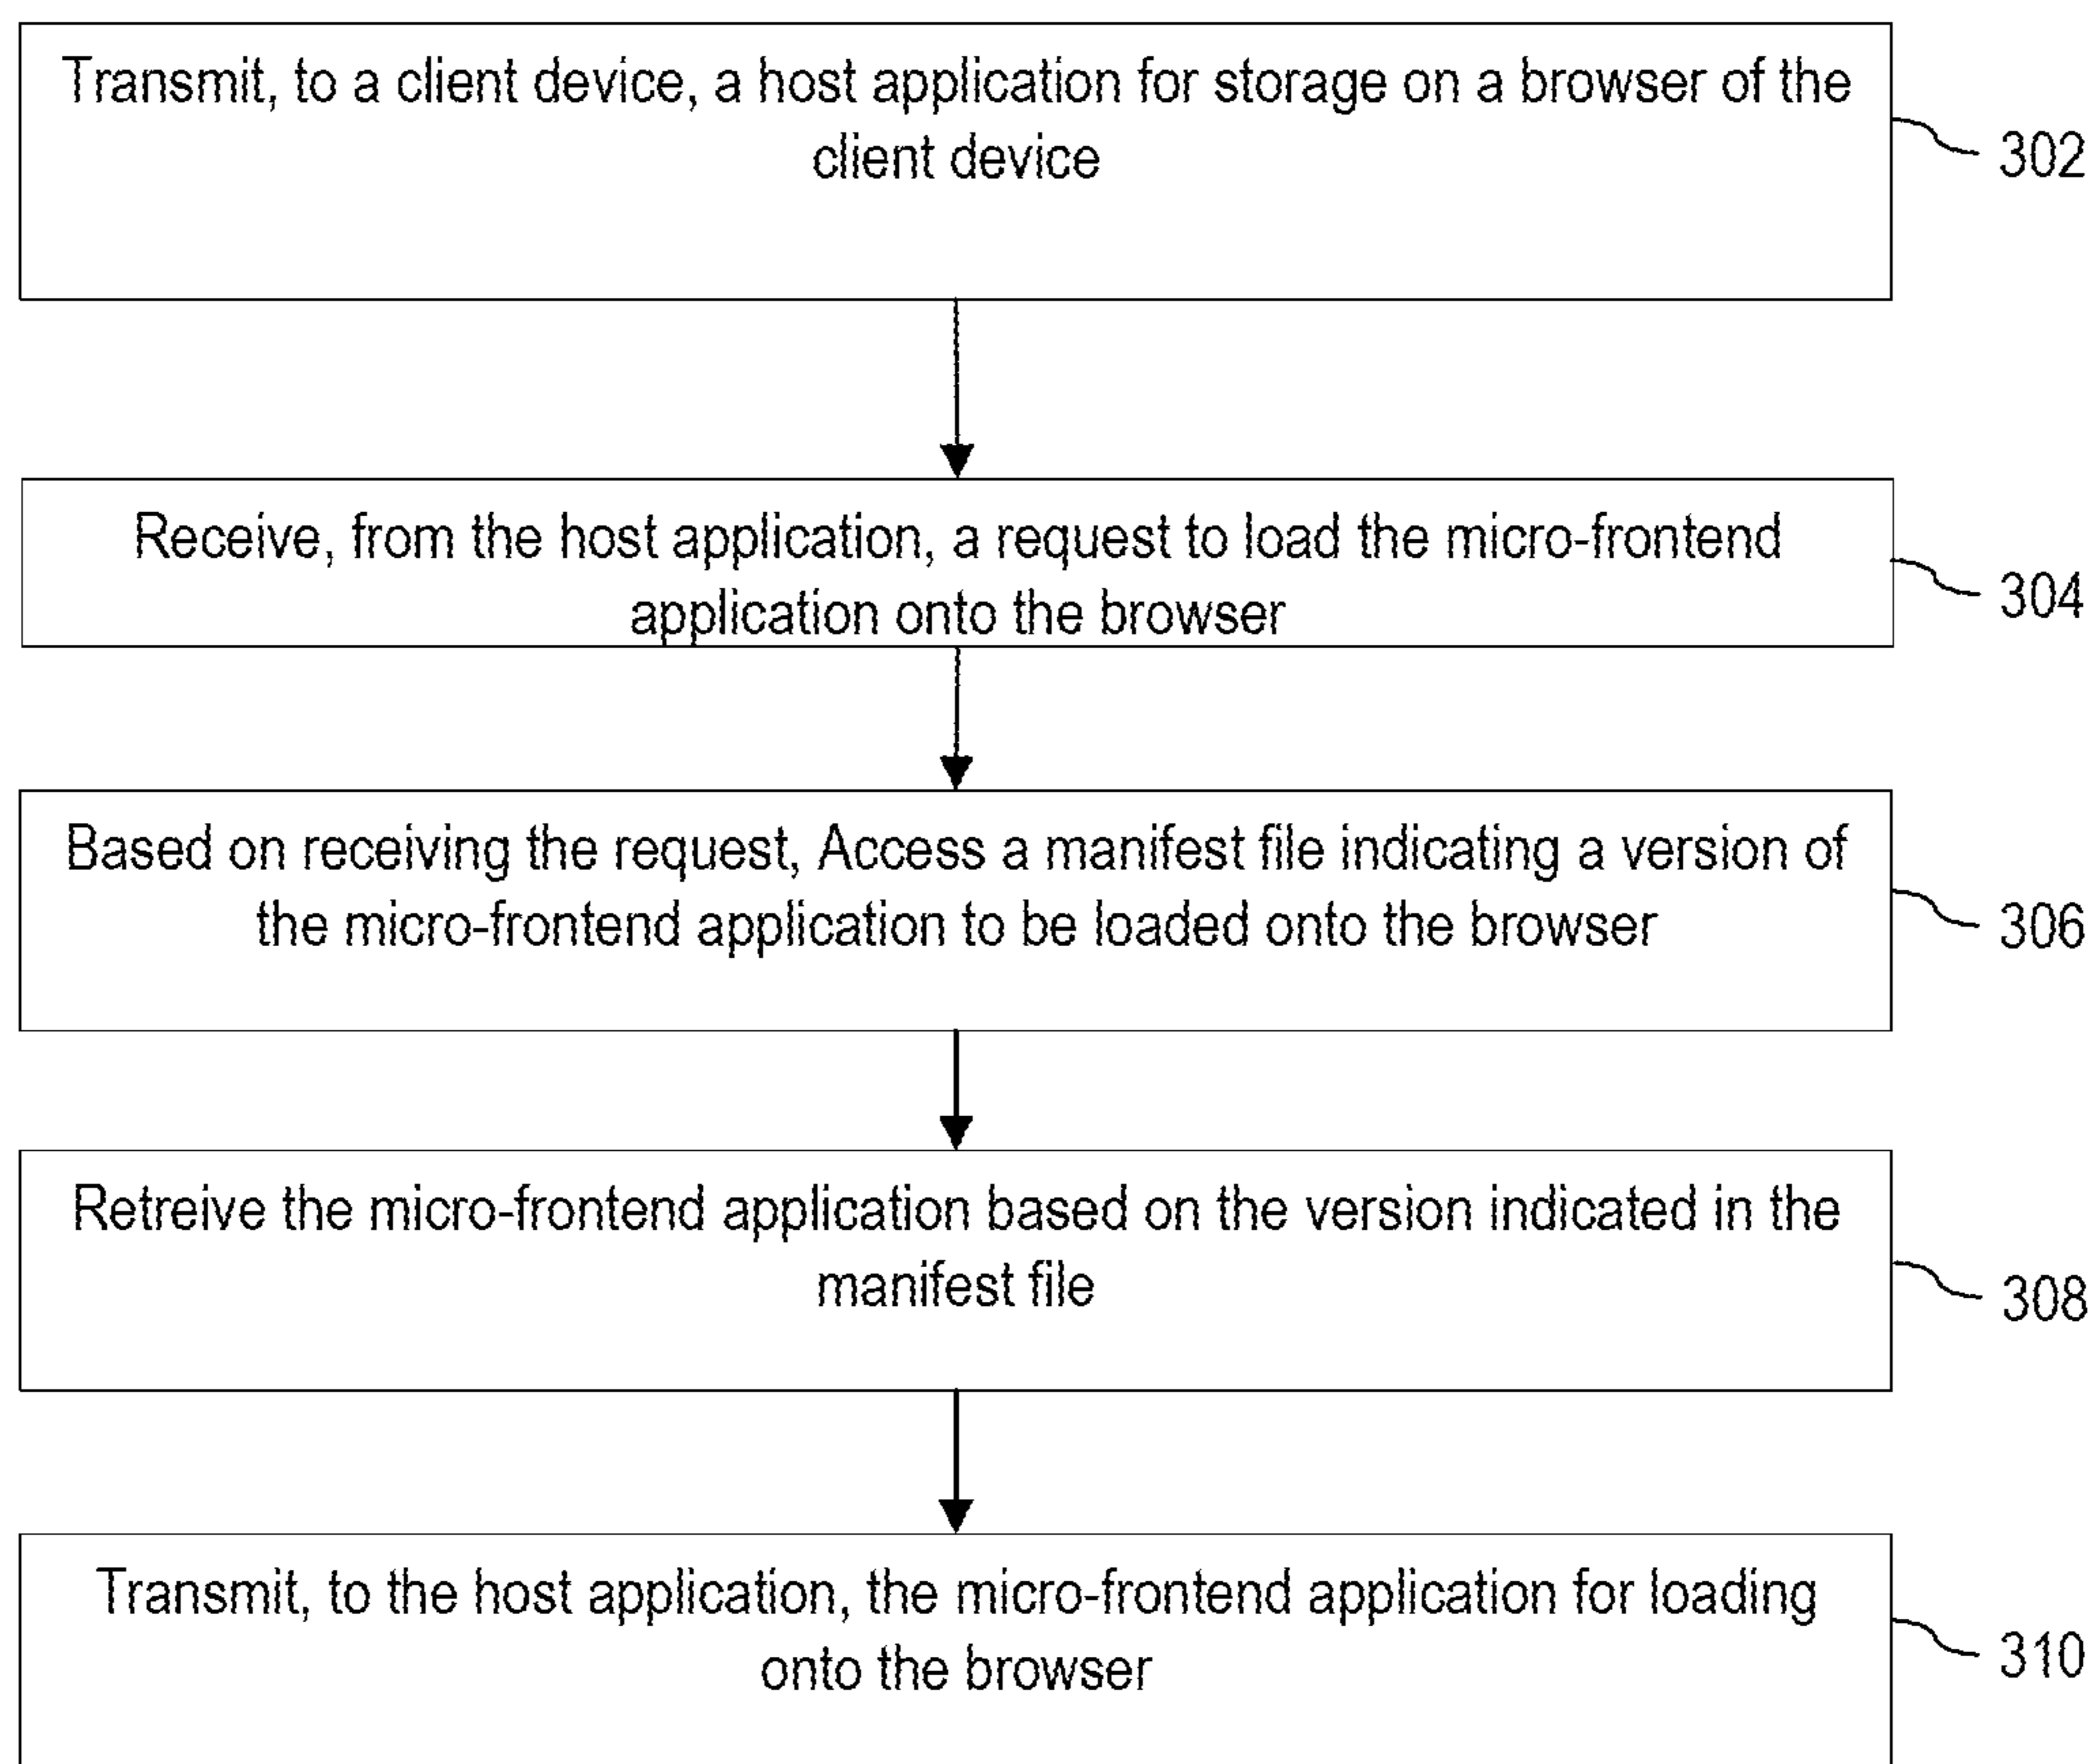 Transmit, to a client device, a host application for storage on a browser of the
client device
302
Receive, from the host application, a request to load the micro-frontend
application onto the browser
304
Based on receiving the request, Access a manifest file indicating a version of
the micro-frontend application to be loaded onto the browser
306
Retreive the micro-frontend application based on the version indicated in the
manifest file
308
Transmit, to the host application, the micro-frontend application for loading
onto the browser
310